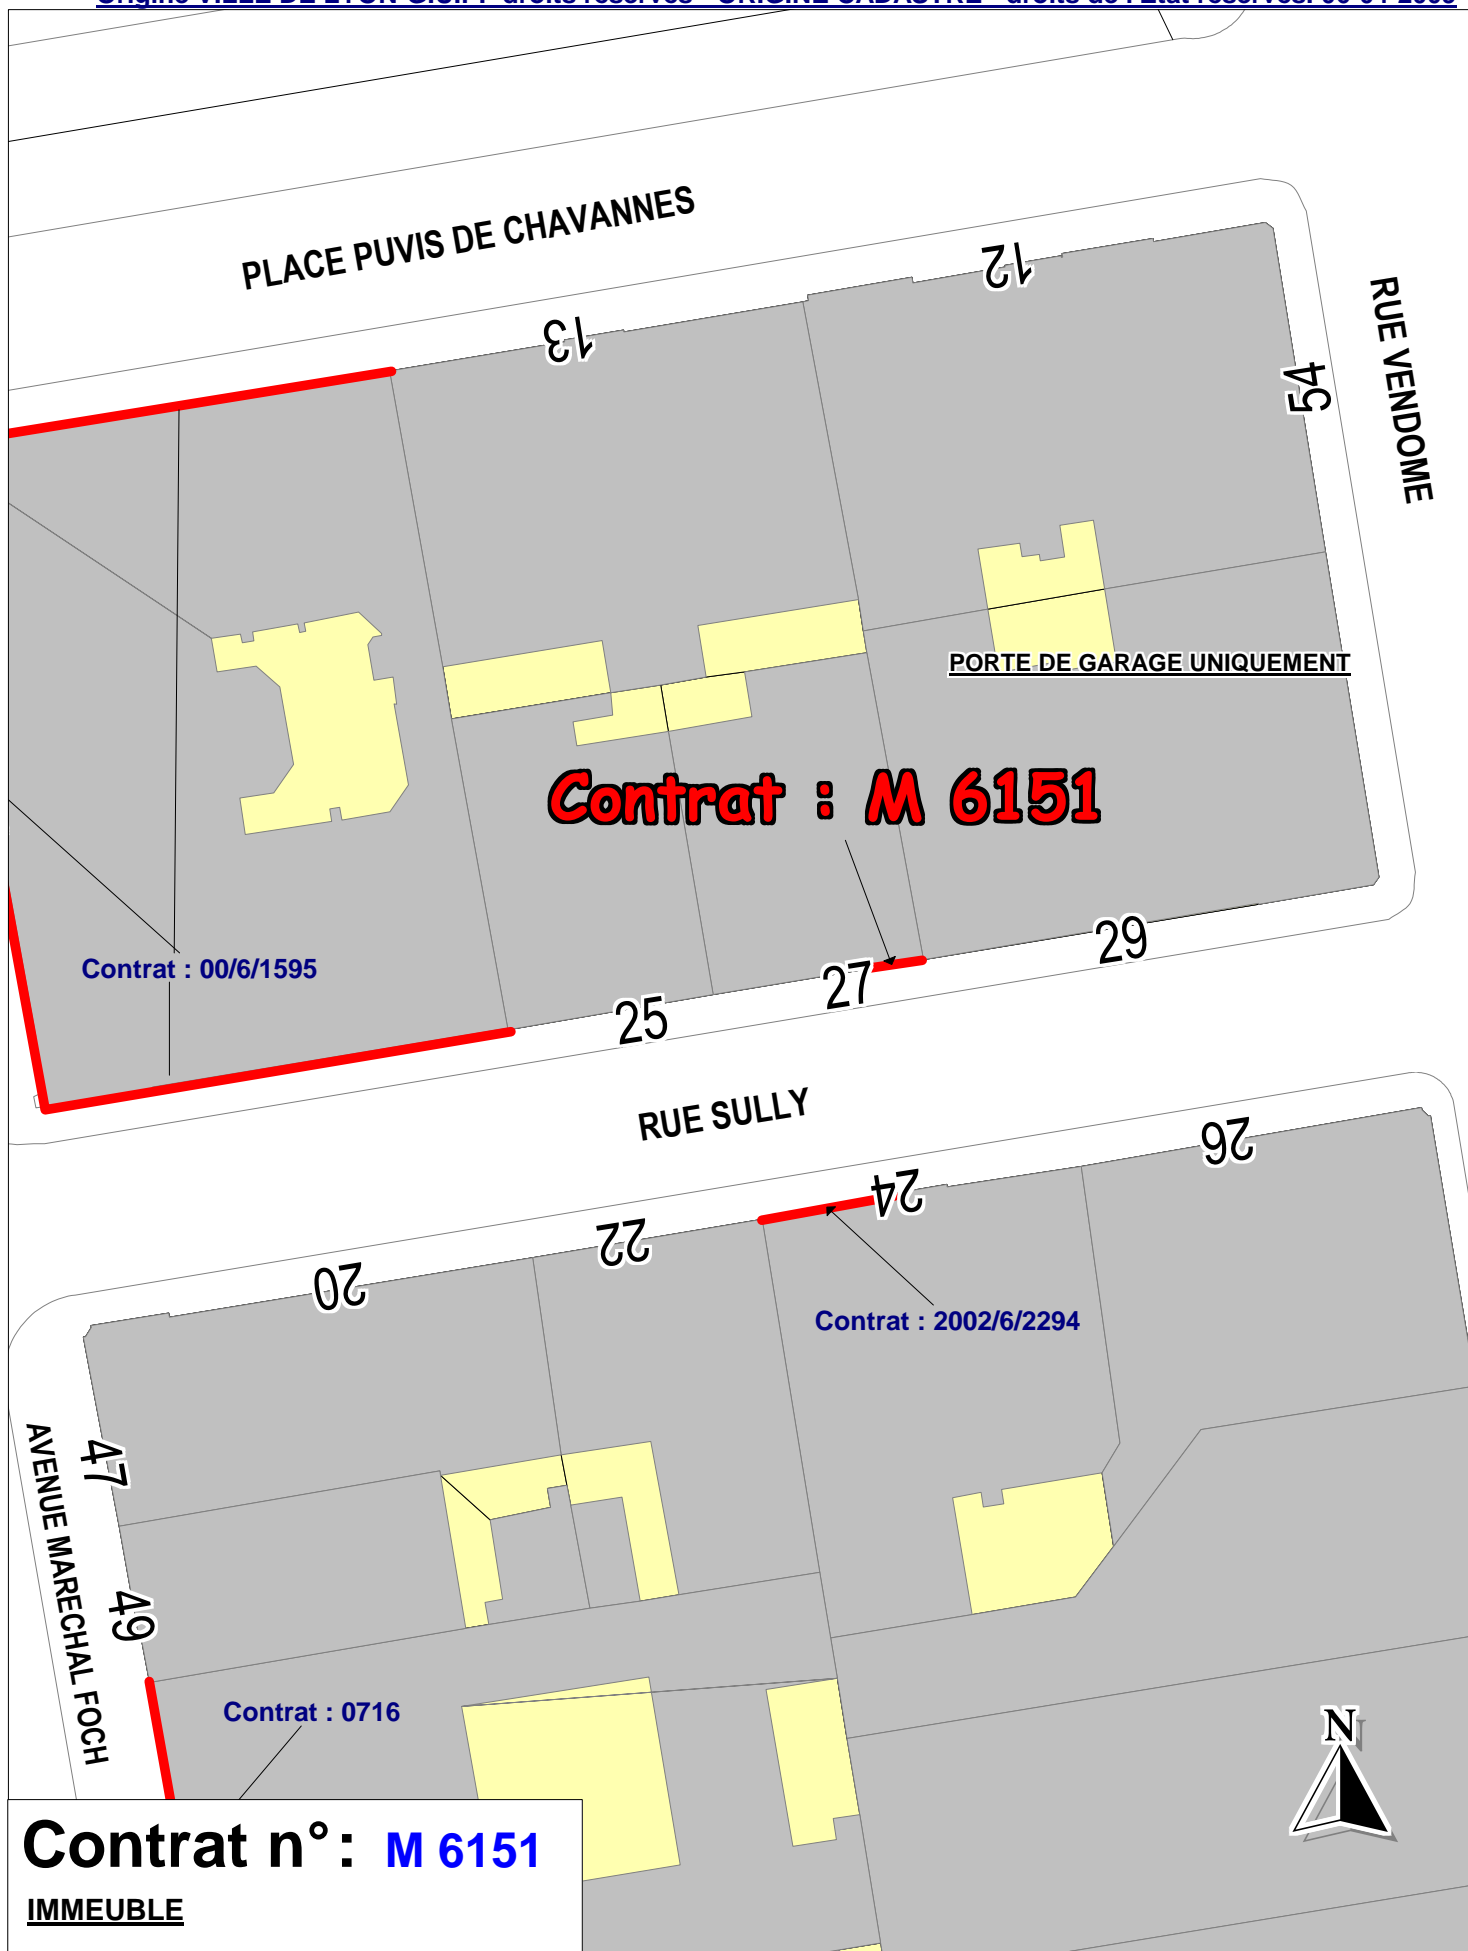 PLACE PUVIS DE CHAVANNES
12
13
54
RUE VENDOME
PORTE DE GARAGE UNIQUEMENT
Contrat : M 6151
Contrat : 00/6/1595
29
27
25
RUE SULLY
26
24
22
20
Contrat : 2002/6/2294
47
AVENUE MARECHAL FOCH
49
Contrat : 0716
N
Contrat n° : M 6151
IMMEUBLE